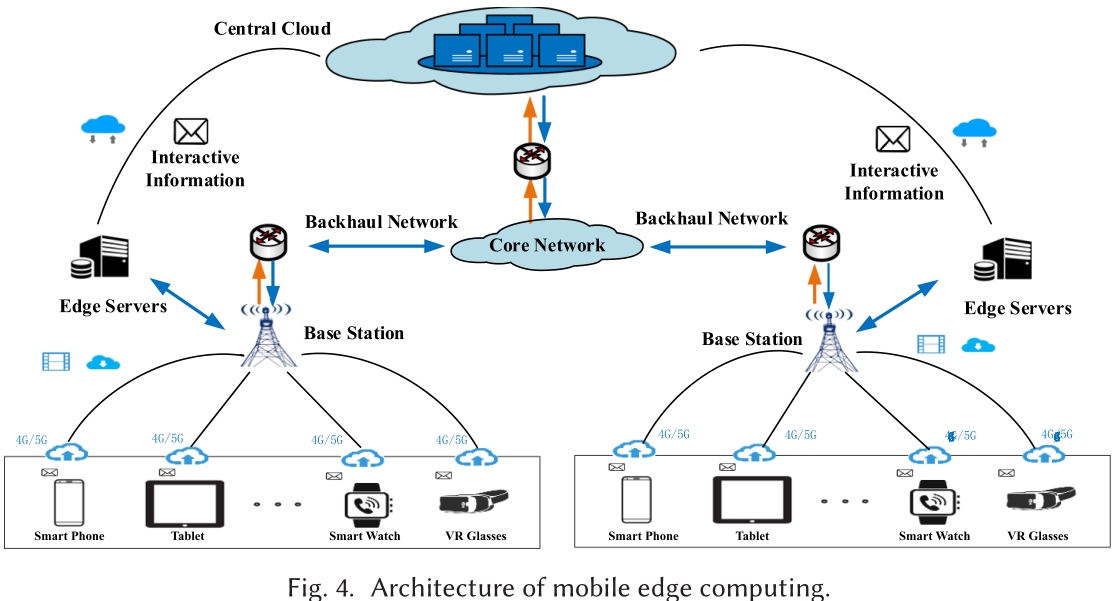 Central Cloud
Interactive
Information
Interactive
Information
Backhaul Network
Core Network
Backhaul Network
Edge Servers
Edge Servers
Base Station
Base Station
4G/5G
4G/5G
4G/5G
4G/5G
4G/5G
4G/5G
4G/5G
4G/5G
Smart Phone
Tablet
Smart Watch
VR Glasses
Smart Phone
Tablet
Smart Watch
VR Glasses
Fig. 4. Architecture of mobile edge computing.